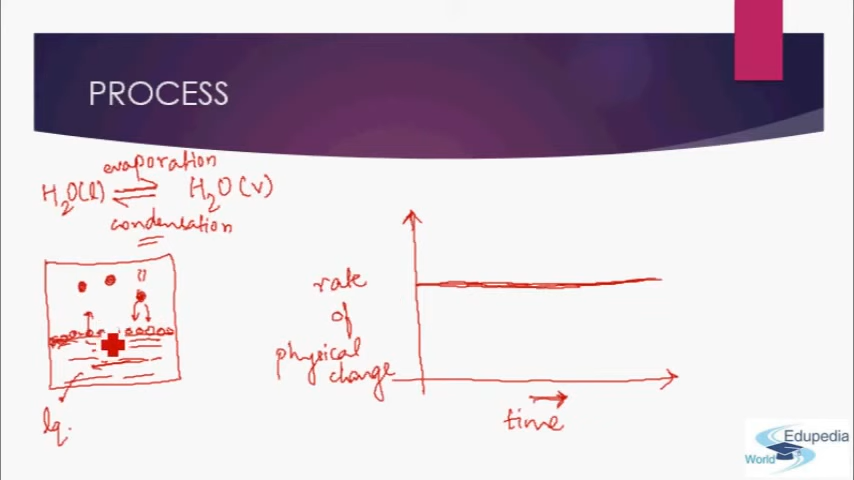 PROCESS
evaporation
H₂O(l) ⇌ H₂O(v)
condensation
rate
of
physical
change
time
lq.
Edupedia
World